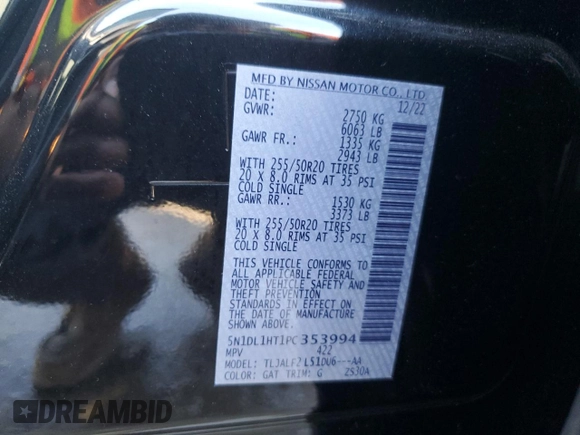 MFD BY NISSAN MOTOR CO., LTD.
DATE: 12/22
GVWR: 2750 KG
6063 LB
GAWR FR.: 1335 KG
2943 LB
WITH 255/50R20 TIRES
20 X 8.0 RIMS AT 35 PSI
COLD SINGLE
GAWR RR.: 1530 KG
3373 LB
WITH 255/50R20 TIRES
20 X 8.0 RIMS AT 35 PSI
COLD SINGLE
THIS VEHICLE CONFORMS TO
ALL APPLICABLE FEDERAL
MOTOR VEHICLE SAFETY AND
THEFT PREVENTION
STANDARDS IN EFFECT ON
THE DATE OF MANUFACTURE
SHOWN ABOVE.
5N1DL1HT1PC353994
MPV 422
MODEL: TLJALFZ L51DU6---AA
COLOR: GAT TRIM: G 2S30A
DREAMBID